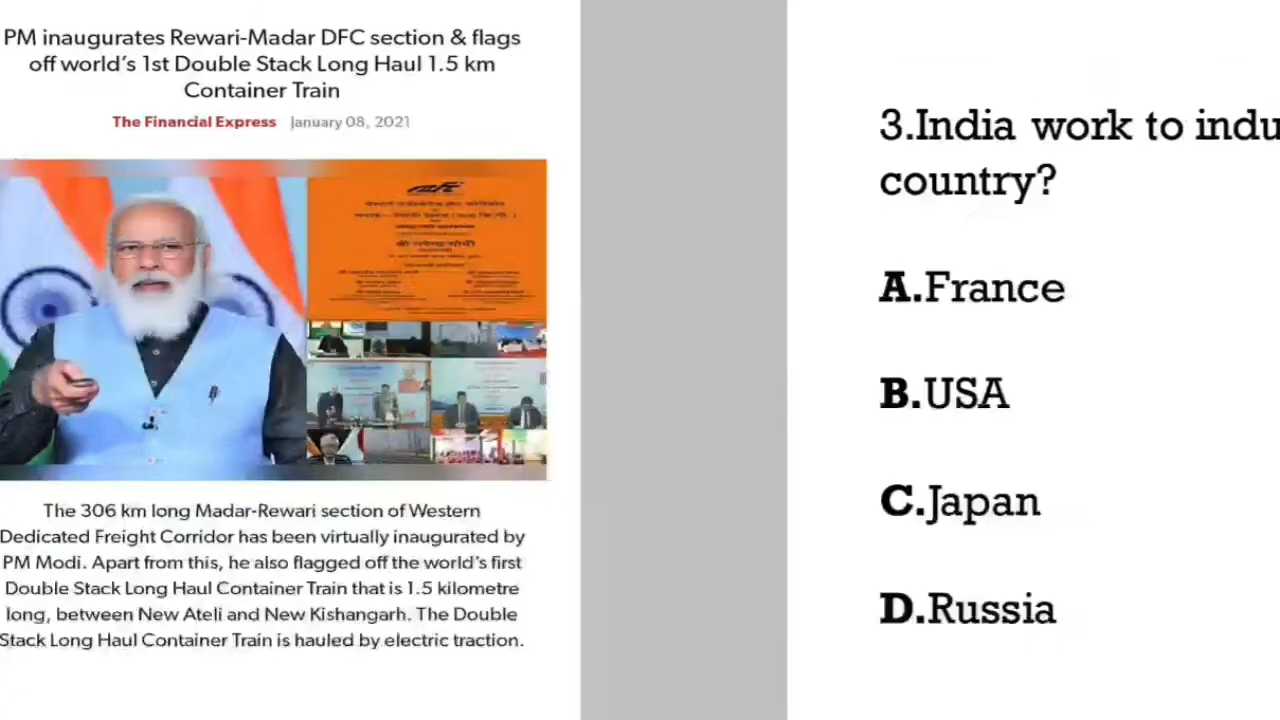 PM inaugurates Rewari-Madar DFC section & flags
off world's 1st Double Stack Long Haul 1.5 km
Container Train
The Financial Express January 08, 2021
The 306 km long Madar-Rewari section of Western
Dedicated Freight Corridor has been virtually inaugurated by
PM Modi. Apart from this, he also flagged off the world's first
Double Stack Long Haul Container Train that is 1.5 kilometre
long, between New Ateli and New Kishangarh. The Double
Stack Long Haul Container Train is hauled by electric traction.
3.India work to indu
country?
A.France
B.USA
C.Japan
D.Russia